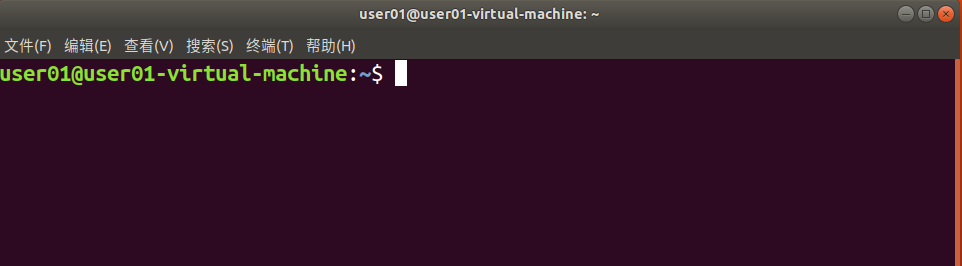 user01@user01-virtual-machine: ~
文件(F) 编辑(E) 查看(V) 搜索(S) 终端(T) 帮助(H)
user01@user01-virtual-machine:~$